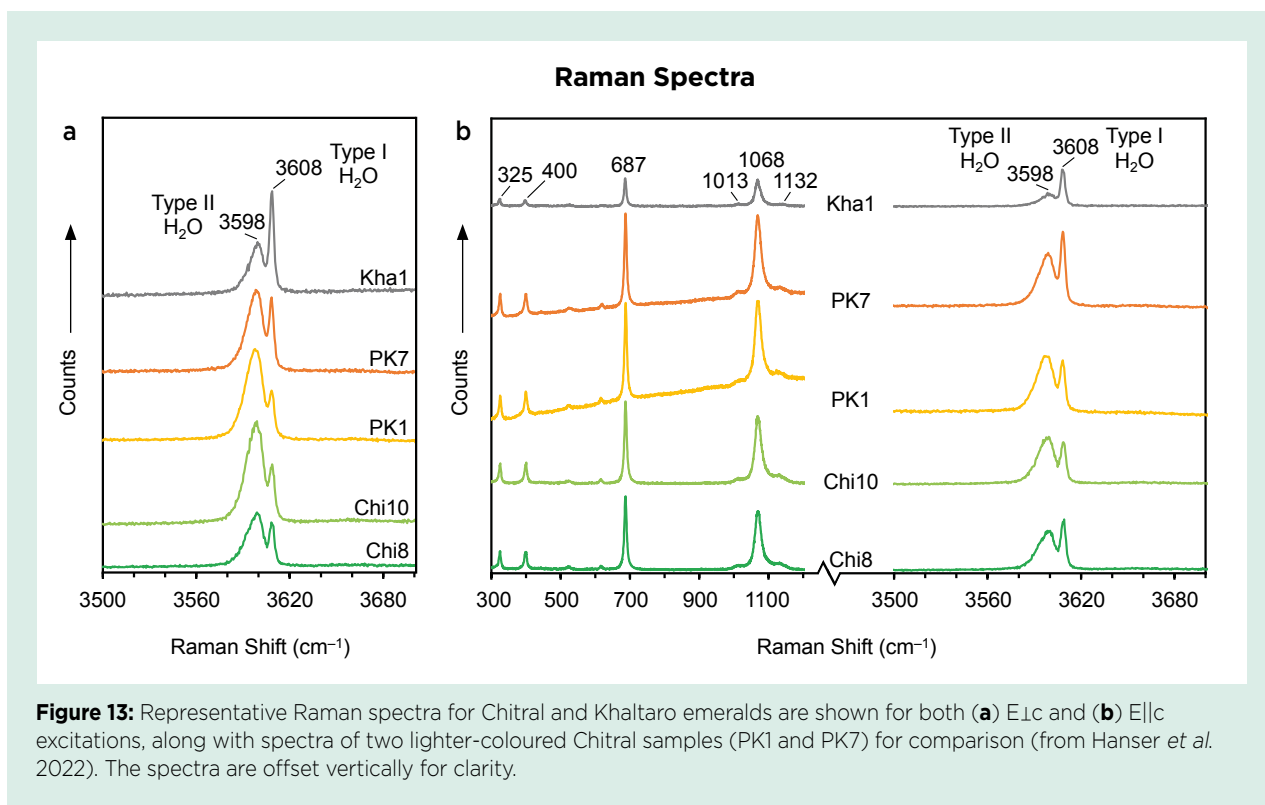 Raman Spectra
a
Type I
H₂O
3608
Type II
H₂O
3598
Kha1
PK7
PK1
Chi10
Chi8
Counts
3500 3560 3620 3680
Raman Shift (cm⁻¹)
b
325
400
687
1013
1068
1132
Type II
H₂O
3598
3608
Type I
H₂O
Kha1
PK7
PK1
Chi10
Chi8
Counts
300 500 700 900 1100 3500 3560 3620 3680
Raman Shift (cm⁻¹)
Figure 13: Representative Raman spectra for Chitral and Khaltaro emeralds are shown for both (a) E⊥c and (b) E||c
excitations, along with spectra of two lighter-coloured Chitral samples (PK1 and PK7) for comparison (from Hanser et al.
2022). The spectra are offset vertically for clarity.